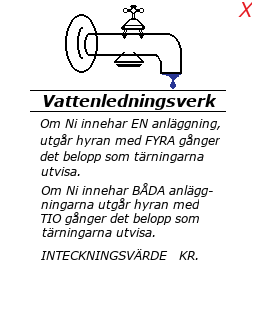 X
Vattenledningsverk
Om Ni innehar EN anläggning,
utgår hyran med FYRA gånger
det belopp som tärningarna
utvisa.
Om Ni innehar BÅDA anlägg-
ningarna utgår hyran med
TIO gånger det belopp som
tärningarna utvisa.
INTECKNINGSVÄRDE KR.